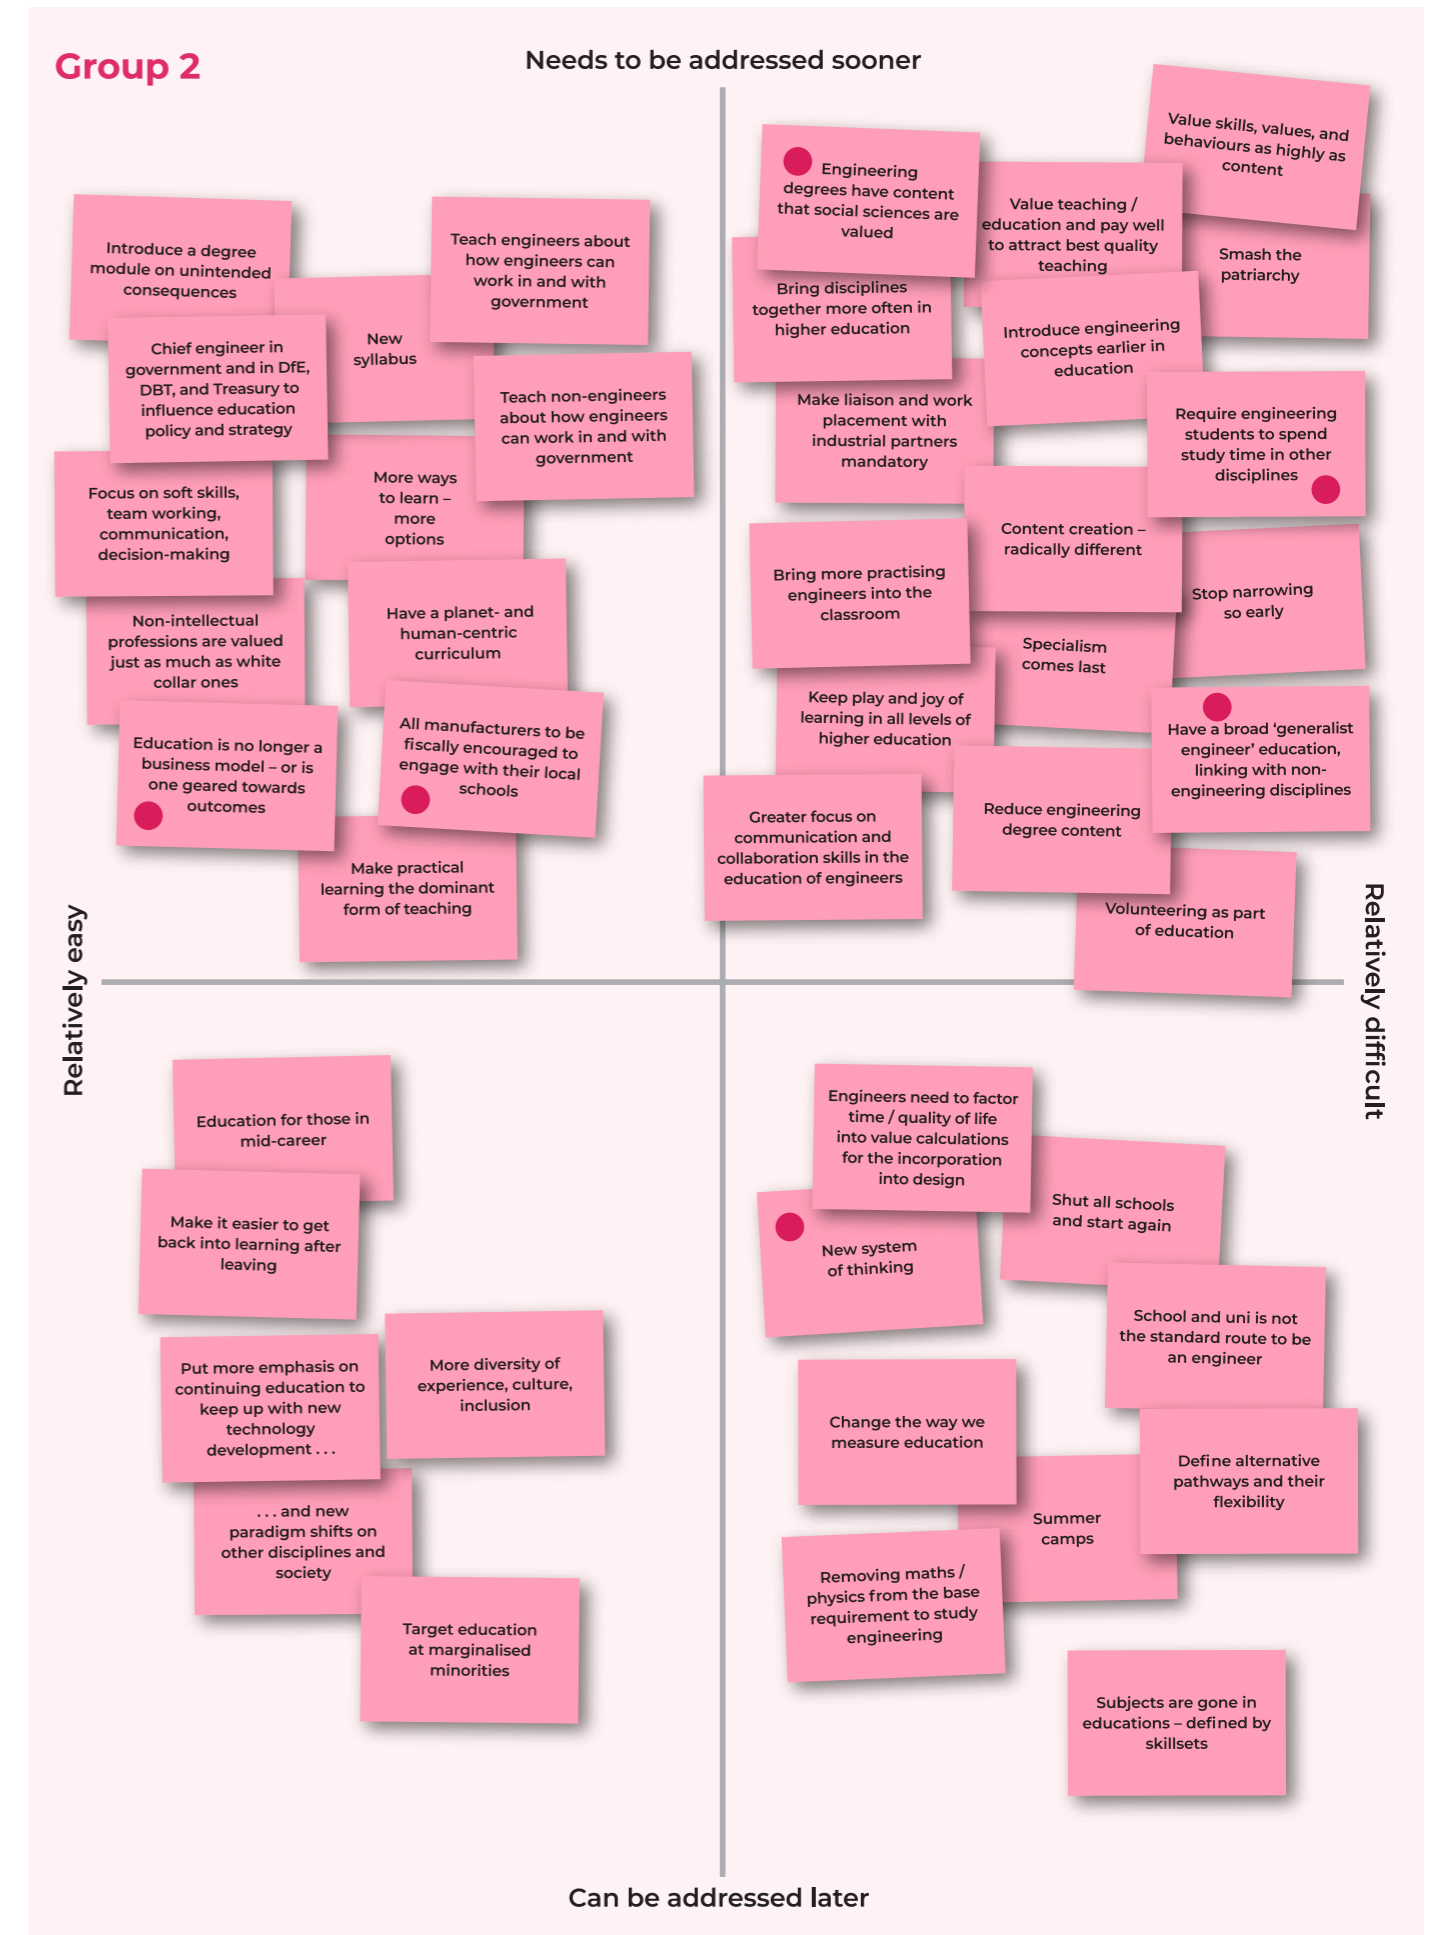 Group 2
Needs to be addressed sooner
Introduce a degree
module on unintended
consequences
Teach engineers about
how engineers can
work in and with
government
New
syllabus
Chief engineer in
government and in DfE,
DBT, and Treasury to
influence education
policy and strategy
Teach non-engineers
about how engineers
can work in and with
government
Focus on soft skills,
team working,
communication,
decision-making
More ways
to learn –
more
options
Non-intellectual
professions are valued
just as much as white
collar ones
Have a planet- and
human-centric
curriculum
Education is no longer a
business model – or is
one geared towards
outcomes
All manufacturers to be
fiscally encouraged to
engage with their local
schools
Make practical
learning the dominant
form of teaching
Value skills, values, and
behaviours as highly as
content
Engineering
degrees have content
that social sciences are
valued
Value teaching /
education and pay well
to attract best quality
teaching
Smash the
patriarchy
Bring disciplines
together more often in
higher education
Introduce engineering
concepts earlier in
education
Make liaison and work
placement with
industrial partners
mandatory
Require engineering
students to spend
study time in other
disciplines
Content creation –
radically different
Bring more practising
engineers into the
classroom
Stop narrowing
so early
Specialism
comes last
Keep play and joy of
learning in all levels of
higher education
Have a broad ‘generalist
engineer’ education,
linking with non-
engineering disciplines
Greater focus on
communication and
collaboration skills in the
education of engineers
Reduce engineering
degree content
Volunteering as part
of education
Relatively easy
Relatively difficult
Education for those in
mid-career
Make it easier to get
back into learning after
leaving
Put more emphasis on
continuing education to
keep up with new
technology
development . . .
More diversity of
experience, culture,
inclusion
. . . and new
paradigm shifts on
other disciplines and
society
Target education
at marginalised
minorities
Engineers need to factor
time / quality of life
into value calculations
for the incorporation
into design
Shut all schools
and start again
New system
of thinking
School and uni is not
the standard route to be
an engineer
Change the way we
measure education
Define alternative
pathways and their
flexibility
Summer
camps
Removing maths /
physics from the base
requirement to study
engineering
Subjects are gone in
educations – defined by
skillsets
Can be addressed later